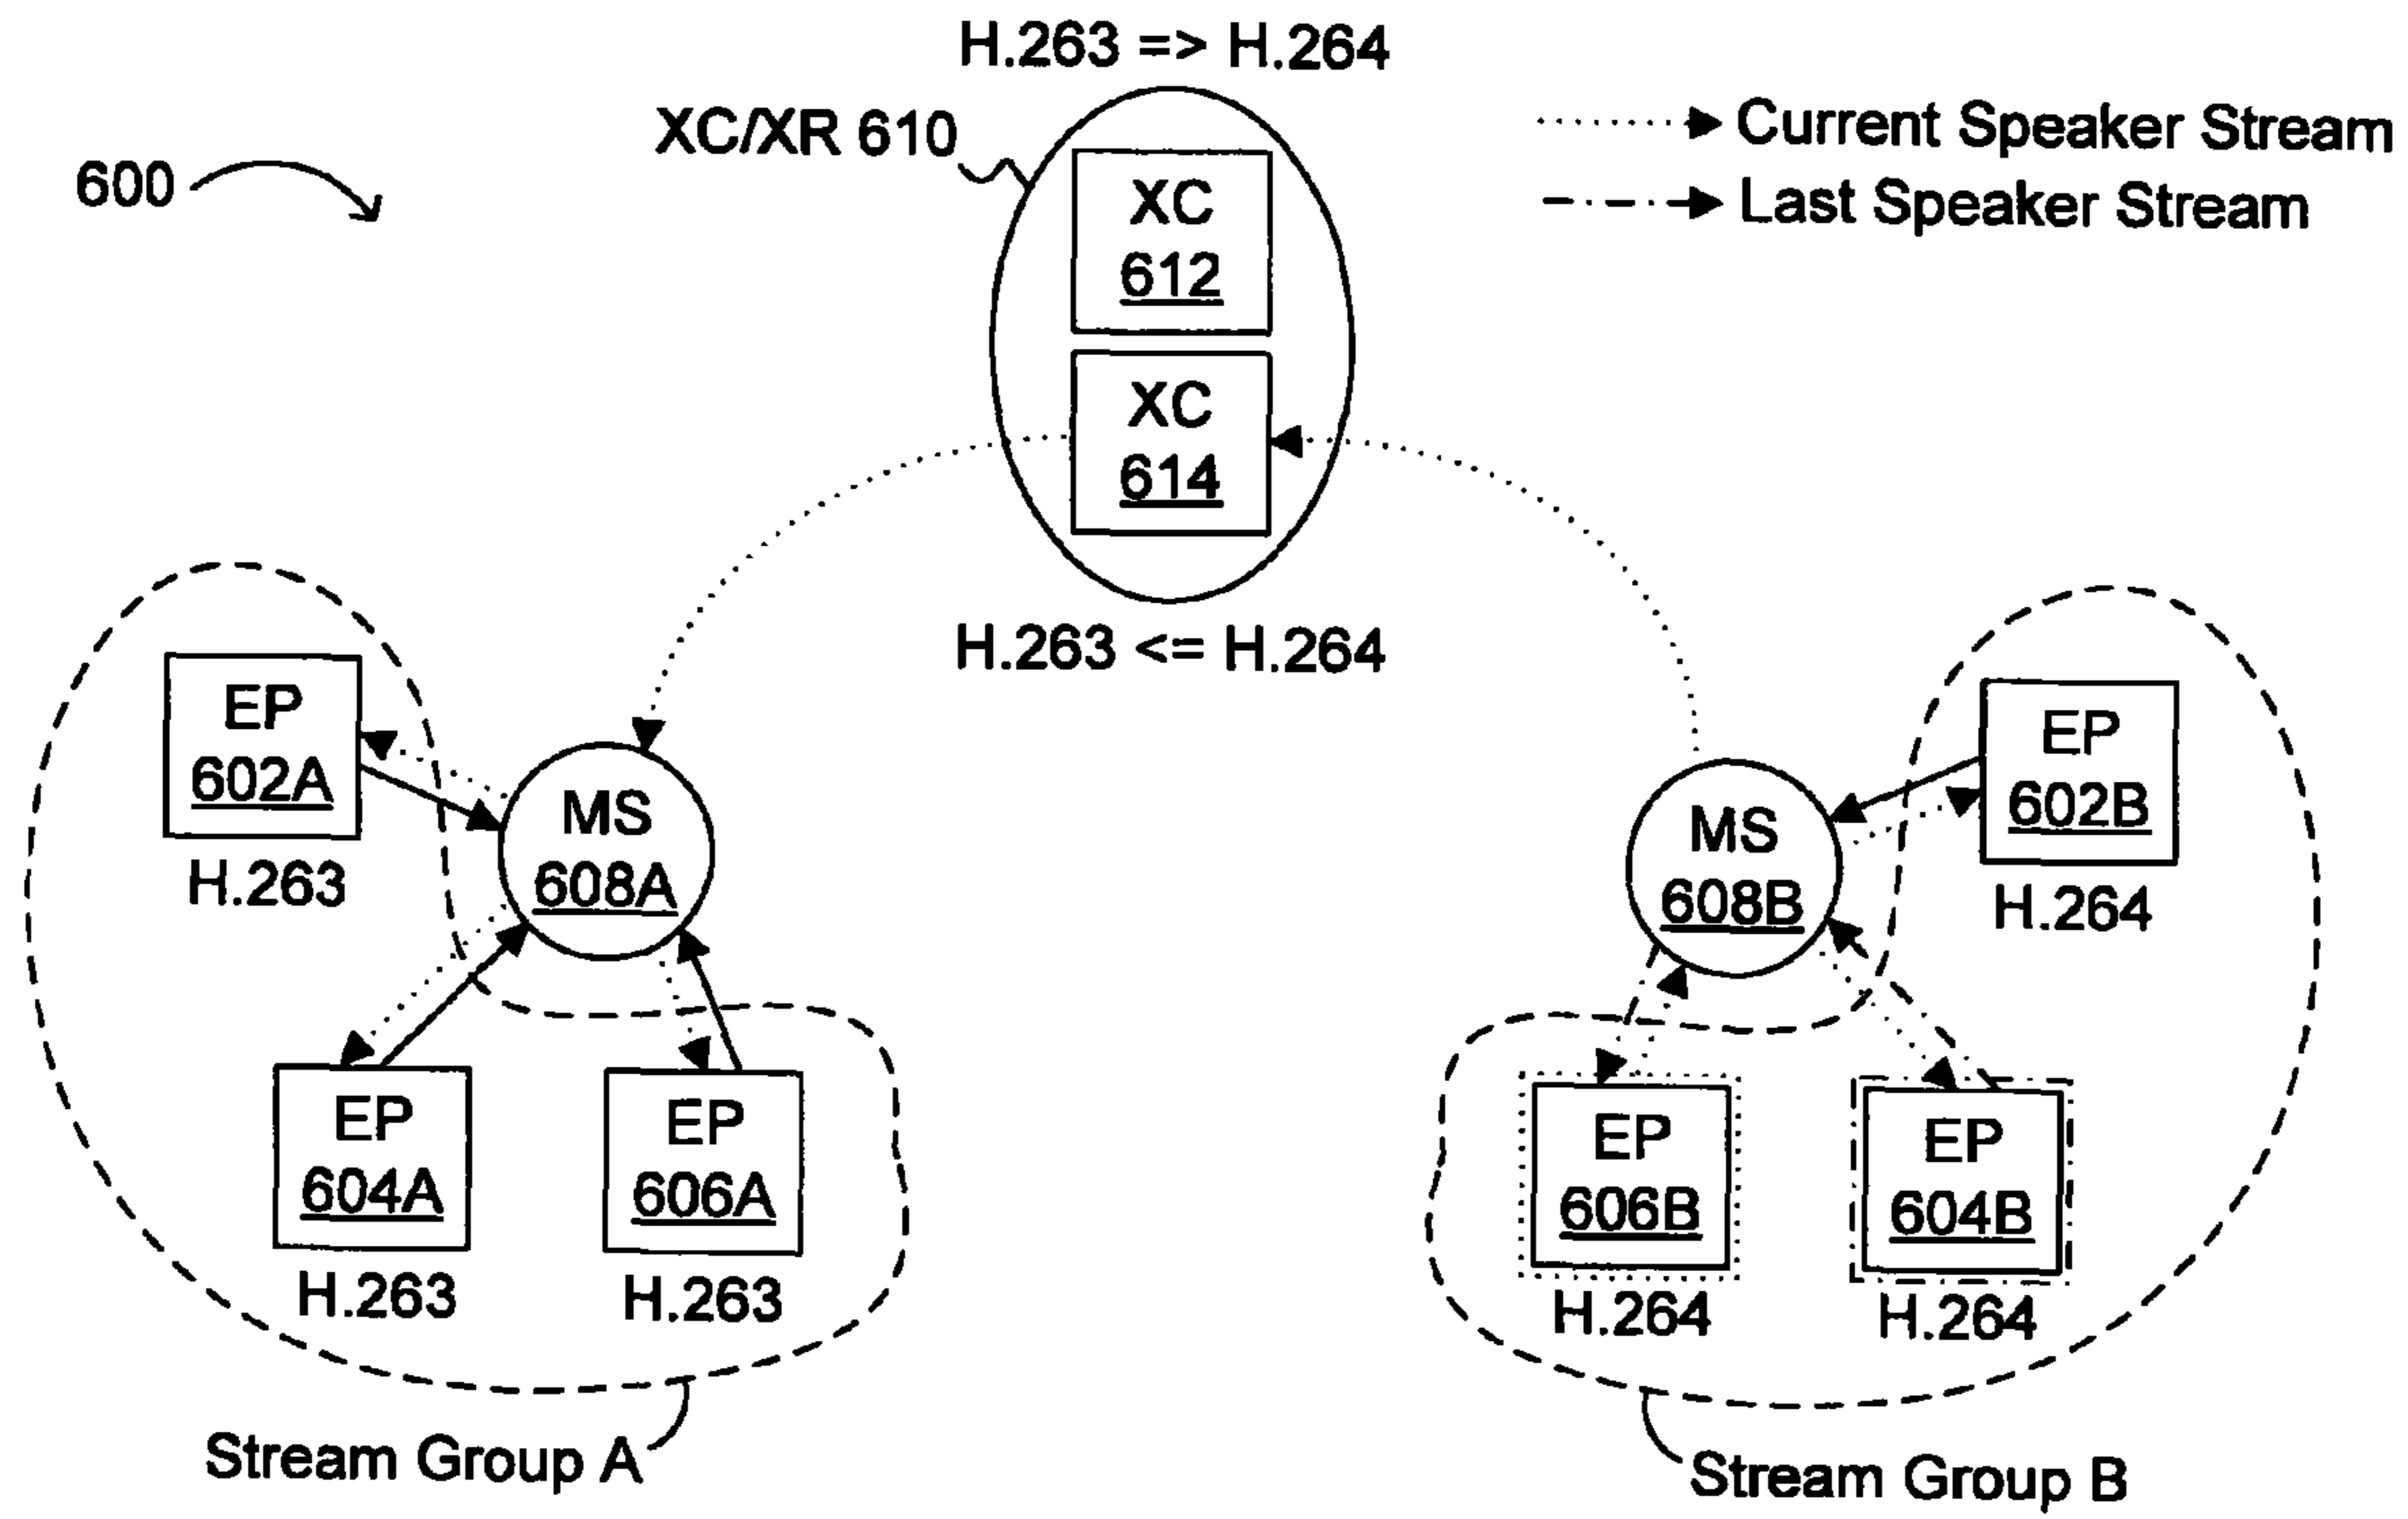 H.263 => H.264
XC/XR 610
600
Current Speaker Stream
Last Speaker Stream
XC
612
XC
614
H.263 <= H.264
EP
602A
H.263
MS
608A
EP
604A
H.263
EP
606A
H.263
Stream Group A
MS
608B
EP
602B
H.264
EP
606B
H.264
EP
604B
H.264
Stream Group B